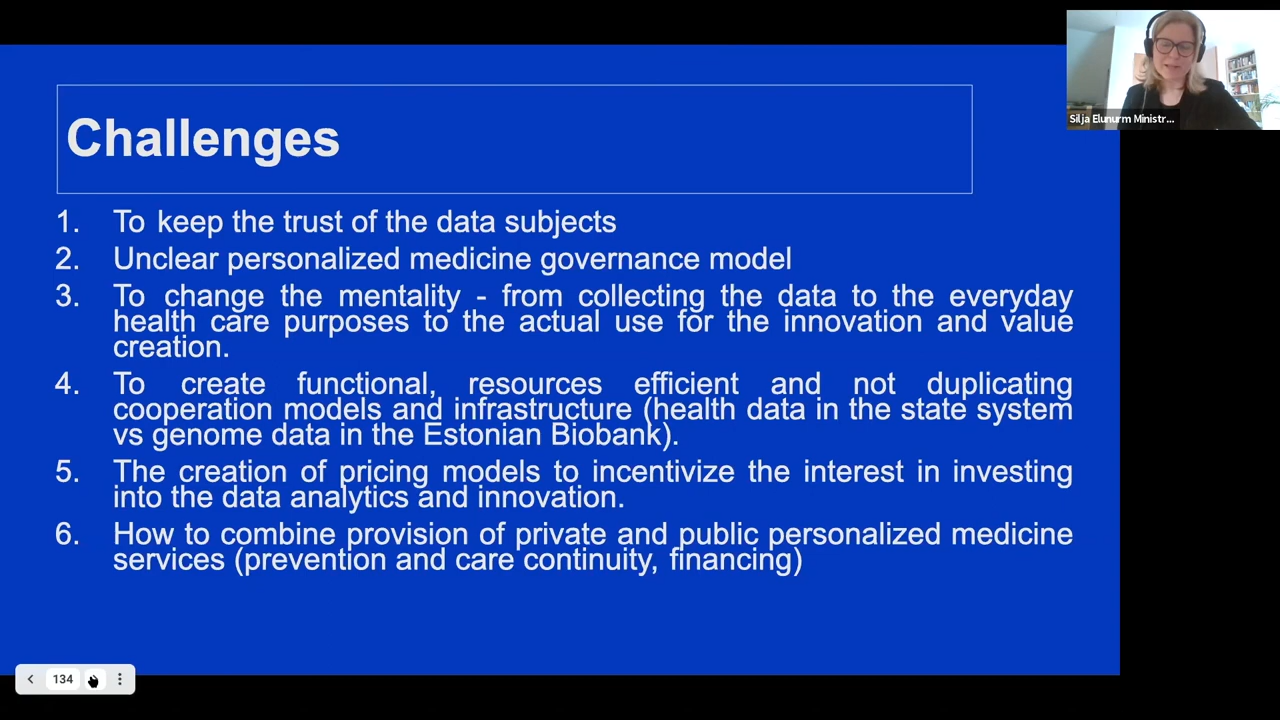 Silja Elunurm Ministr...
Challenges
1. To keep the trust of the data subjects
2. Unclear personalized medicine governance model
3. To change the mentality - from collecting the data to the everyday
health care purposes to the actual use for the innovation and value
creation.
4. To create functional, resources efficient and not duplicating
cooperation models and infrastructure (health data in the state system
vs genome data in the Estonian Biobank).
5. The creation of pricing models to incentivize the interest in investing
into the data analytics and innovation.
6. How to combine provision of private and public personalized medicine
services (prevention and care continuity, financing)
134